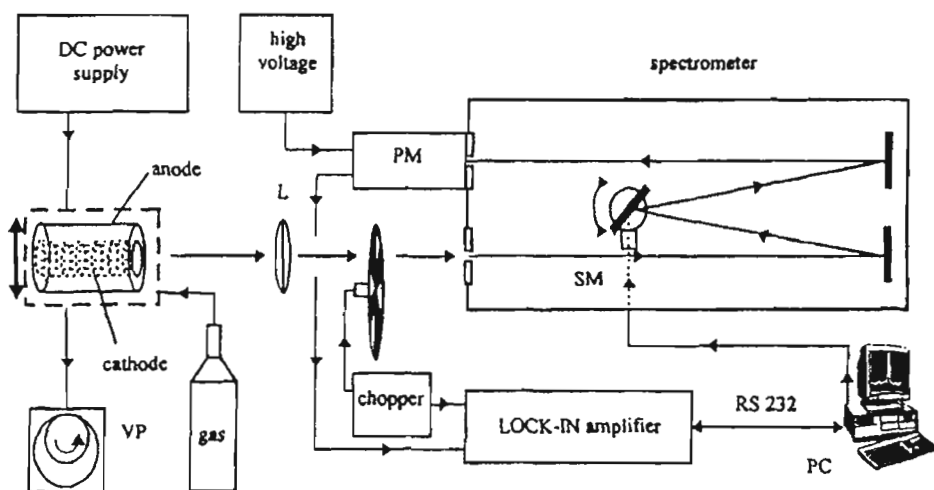 DC power
supply
high
voltage
spectrometer
anode
PM
L
SM
cathode
VP
gas
chopper
LOCK-IN amplifier
RS 232
PC